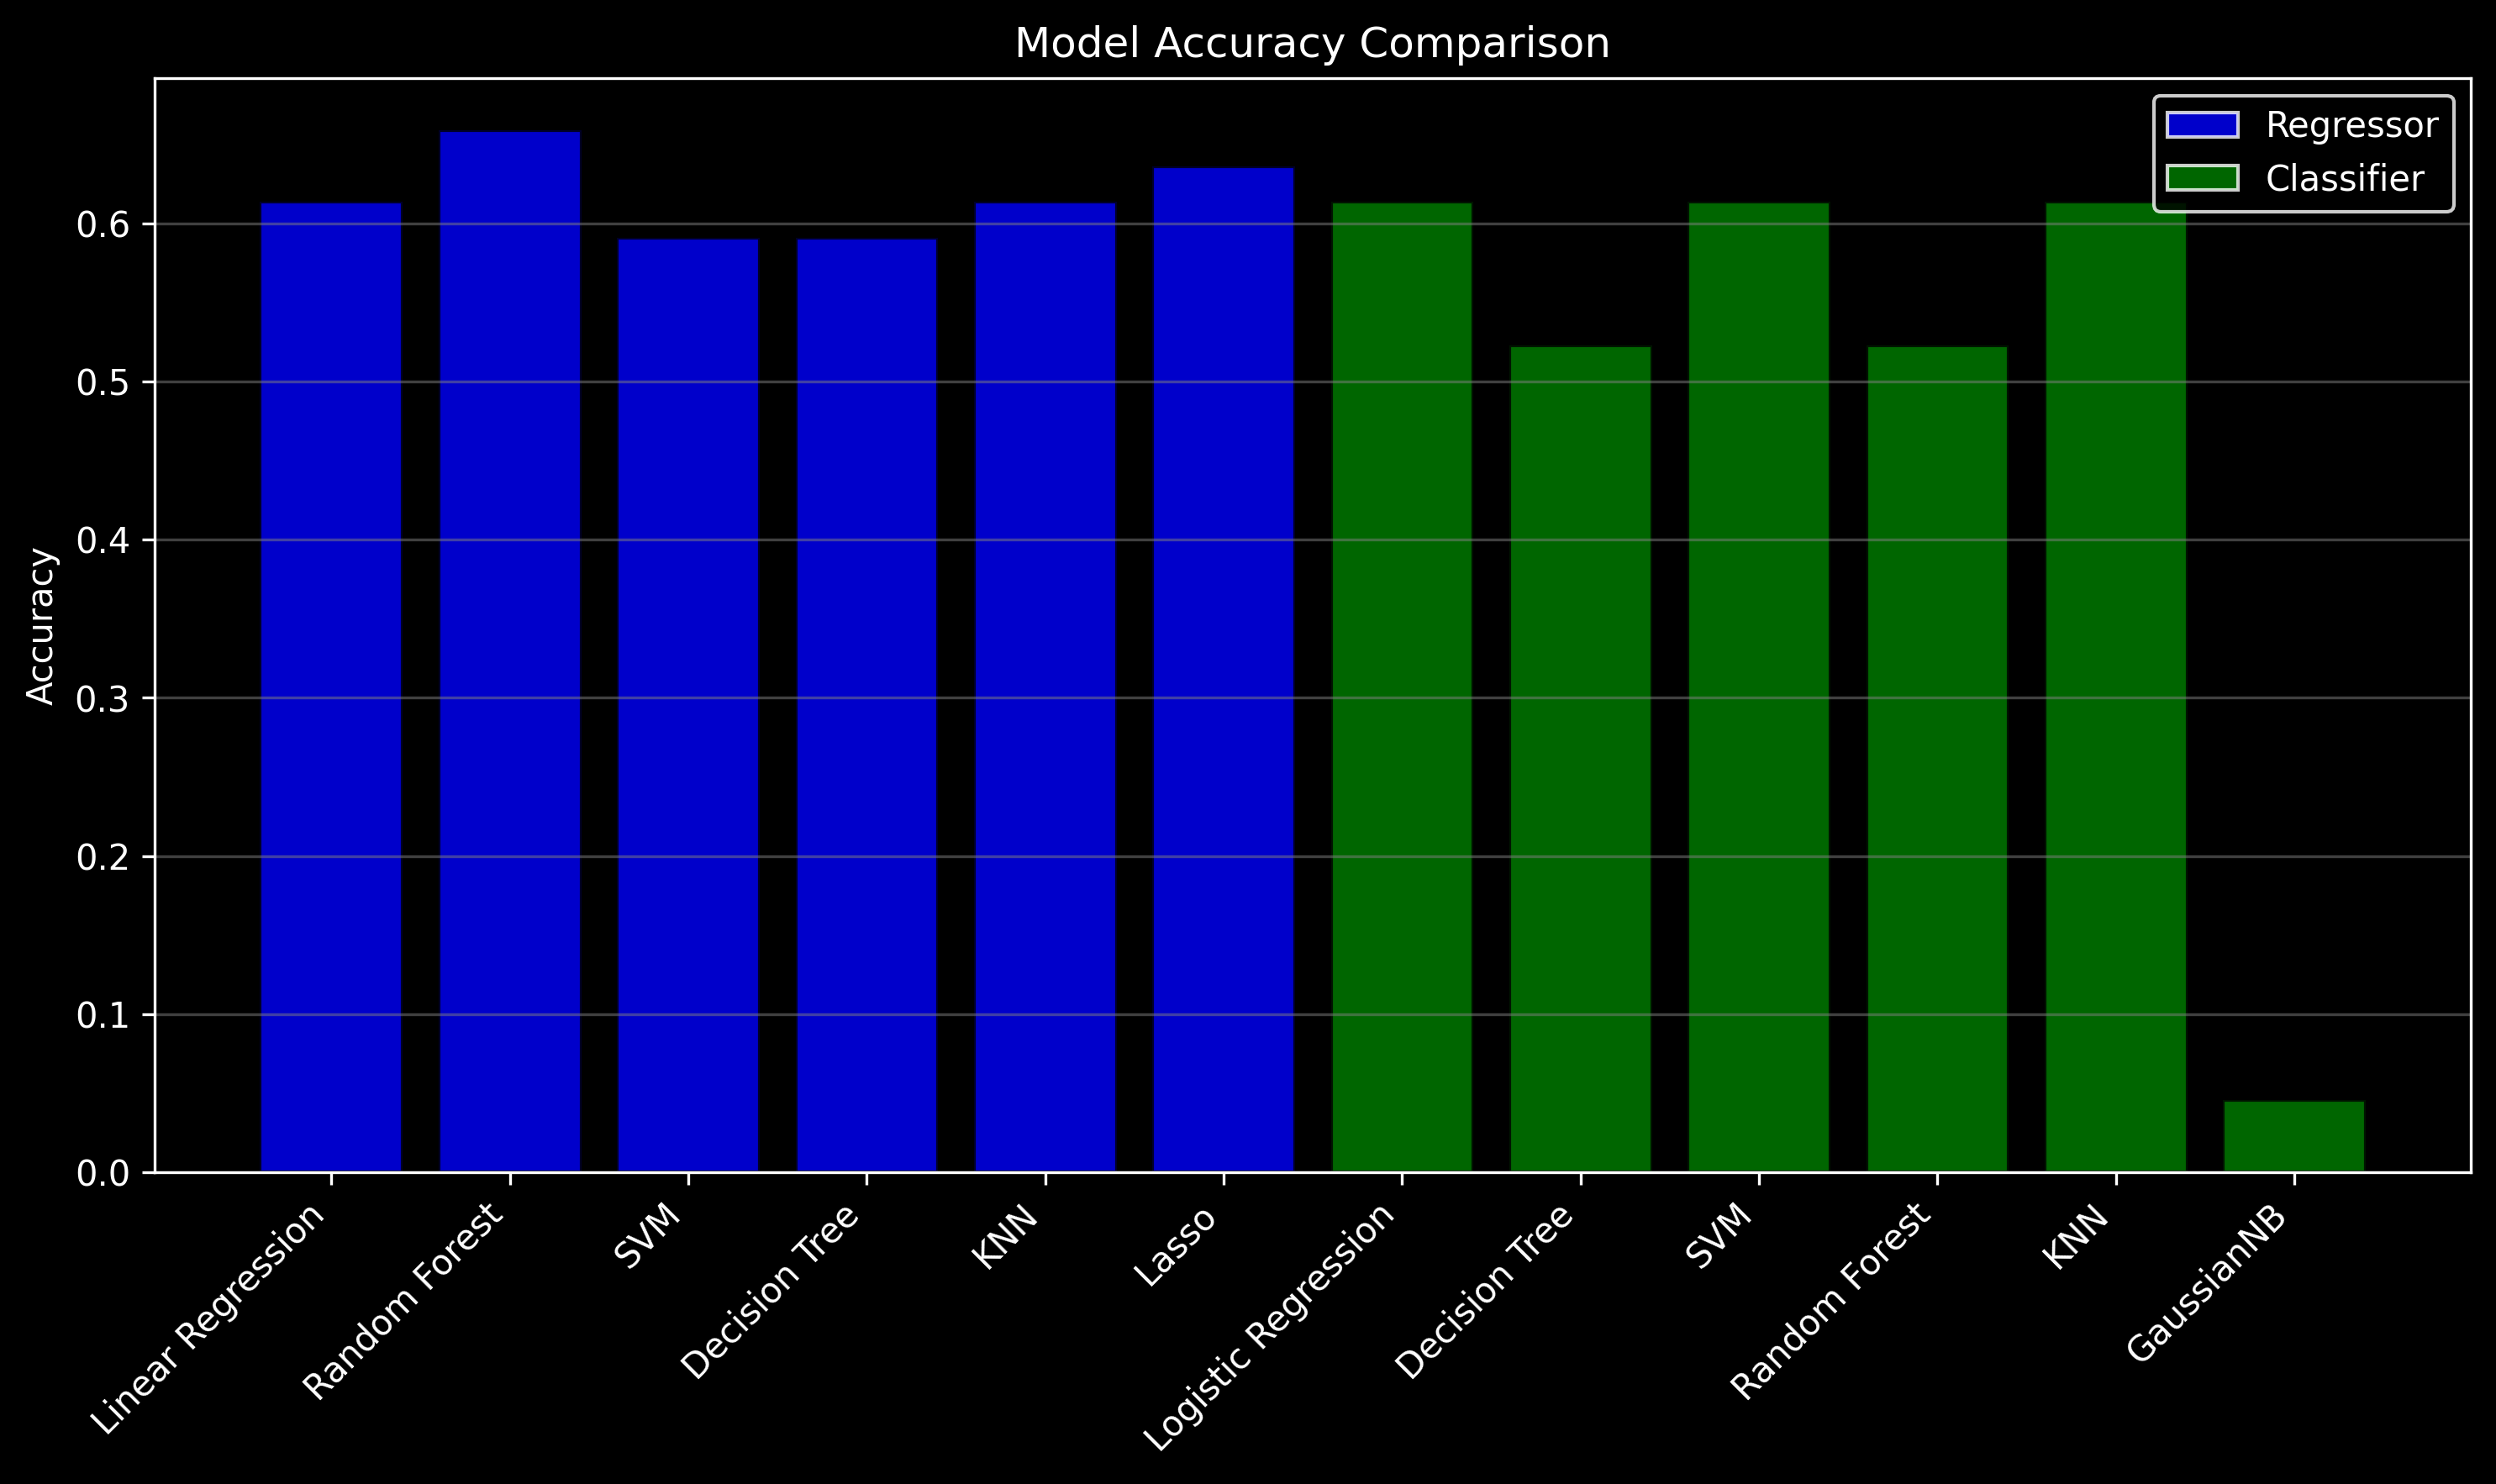 Model Accuracy Comparison
Regressor
Classifier
Accuracy
0.6
0.5
0.4
0.3
0.2
0.1
0.0
Linear Regression
Random Forest
SVM
Decision Tree
KNN
Lasso
Logistic Regression
Decision Tree
SVM
Random Forest
KNN
GaussianNB